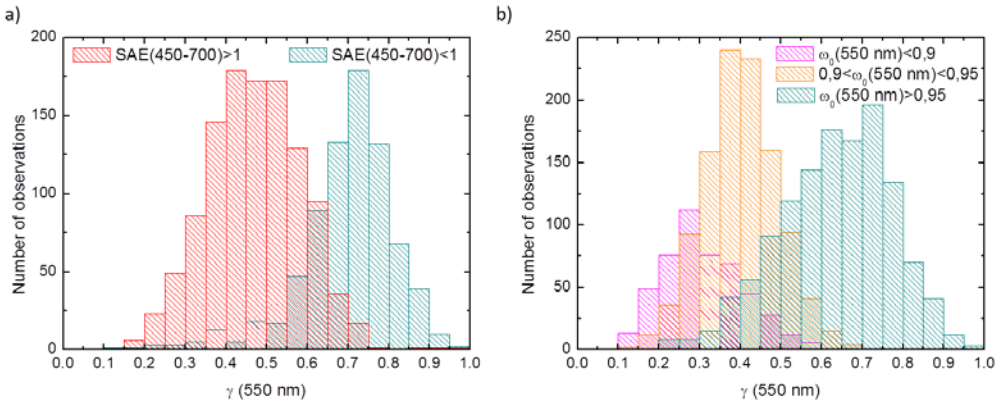 a)
SAE(450-700)>1
SAE(450-700)<1
Number of observations
200
150
100
50
0
0.0 0.1 0.2 0.3 0.4 0.5 0.6 0.7 0.8 0.9 1.0
γ (550 nm)
b)
ω₀(550 nm)<0,9
0,9<ω₀(550 nm)<0,95
ω₀(550 nm)>0,95
Number of observations
250
200
150
100
50
0
0.0 0.1 0.2 0.3 0.4 0.5 0.6 0.7 0.8 0.9 1.0
γ (550 nm)